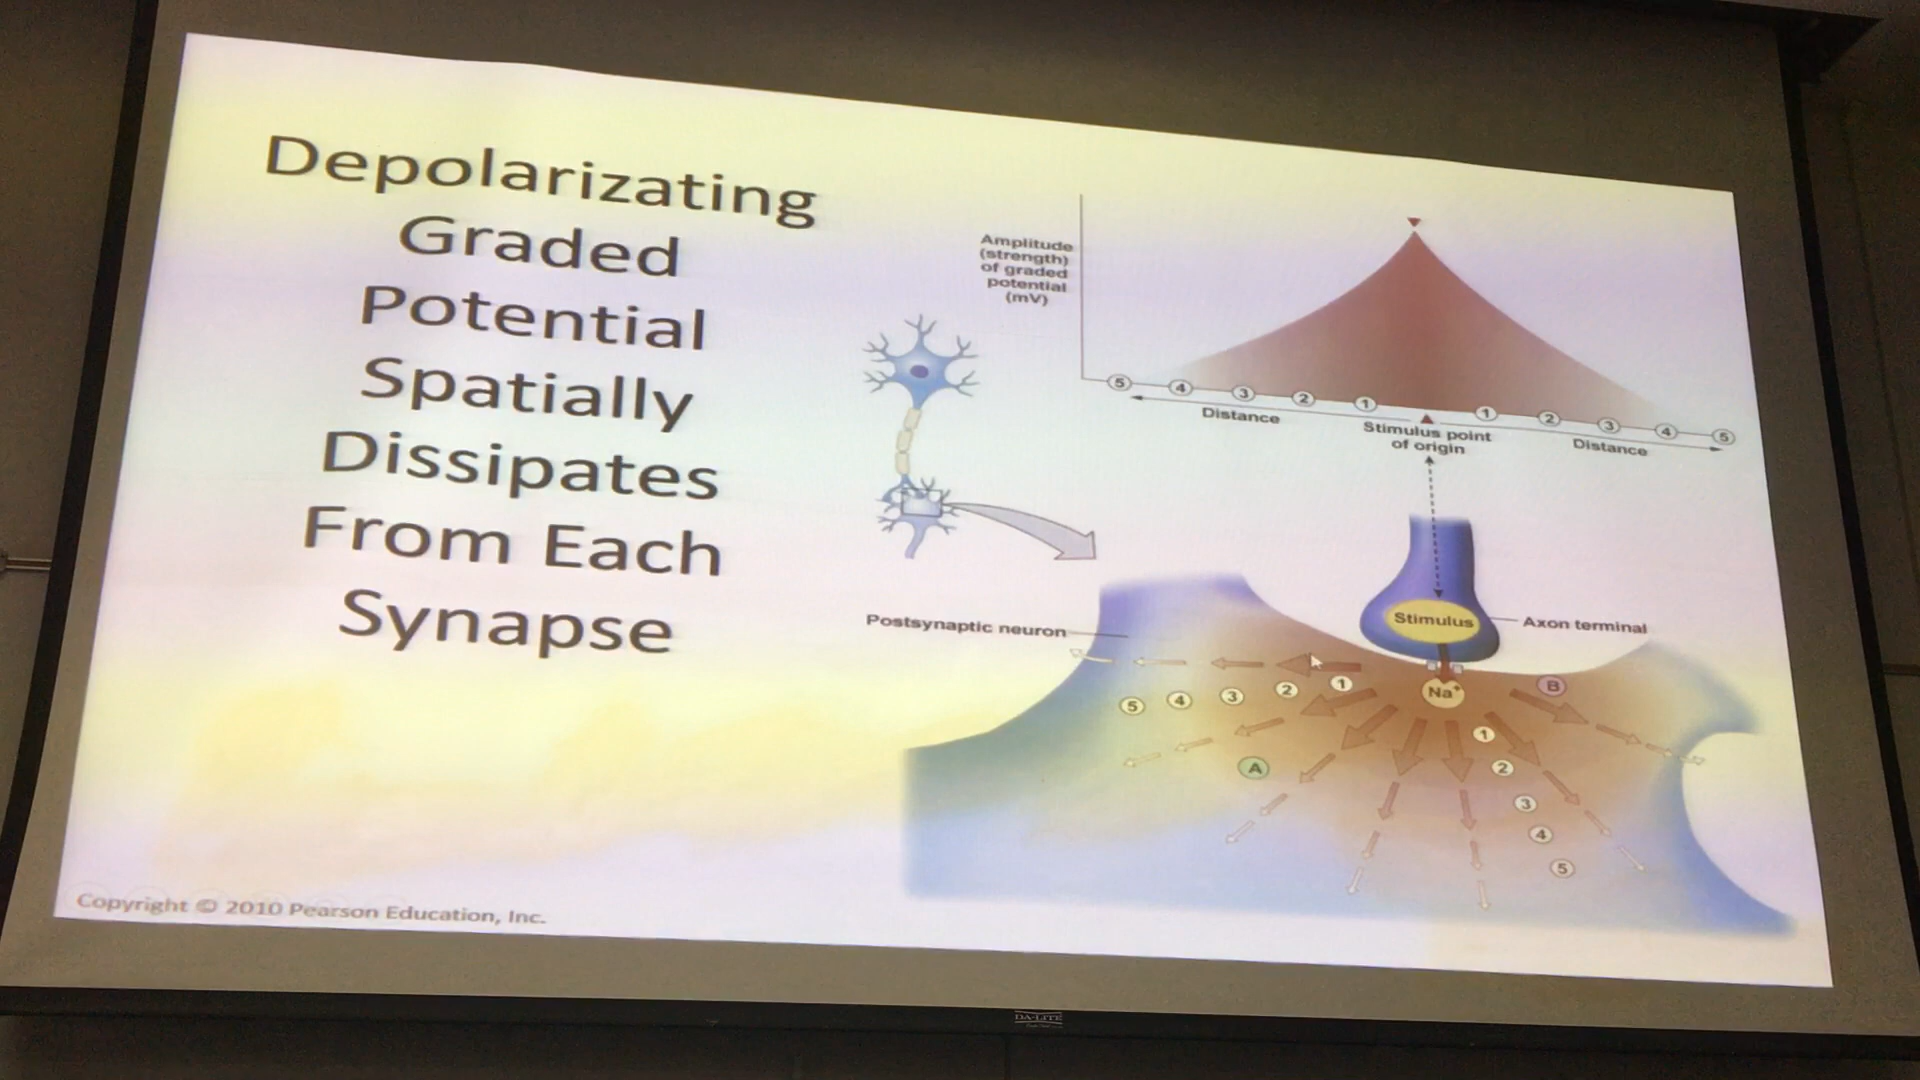 Depolarizating
Graded
Potential
Spatially
Dissipates
From Each
Synapse
Amplitude
(strength)
of graded
potential
(mV)
5 4 3 2 1 1 2 3 4 5
Distance
Stimulus point
of origin
Distance
Stimulus
Axon terminal
Postsynaptic neuron
Na+
B
5 4 3 2 1
A
1
2
3
4
5
Copyright © 2010 Pearson Education, Inc.
DA-LITE